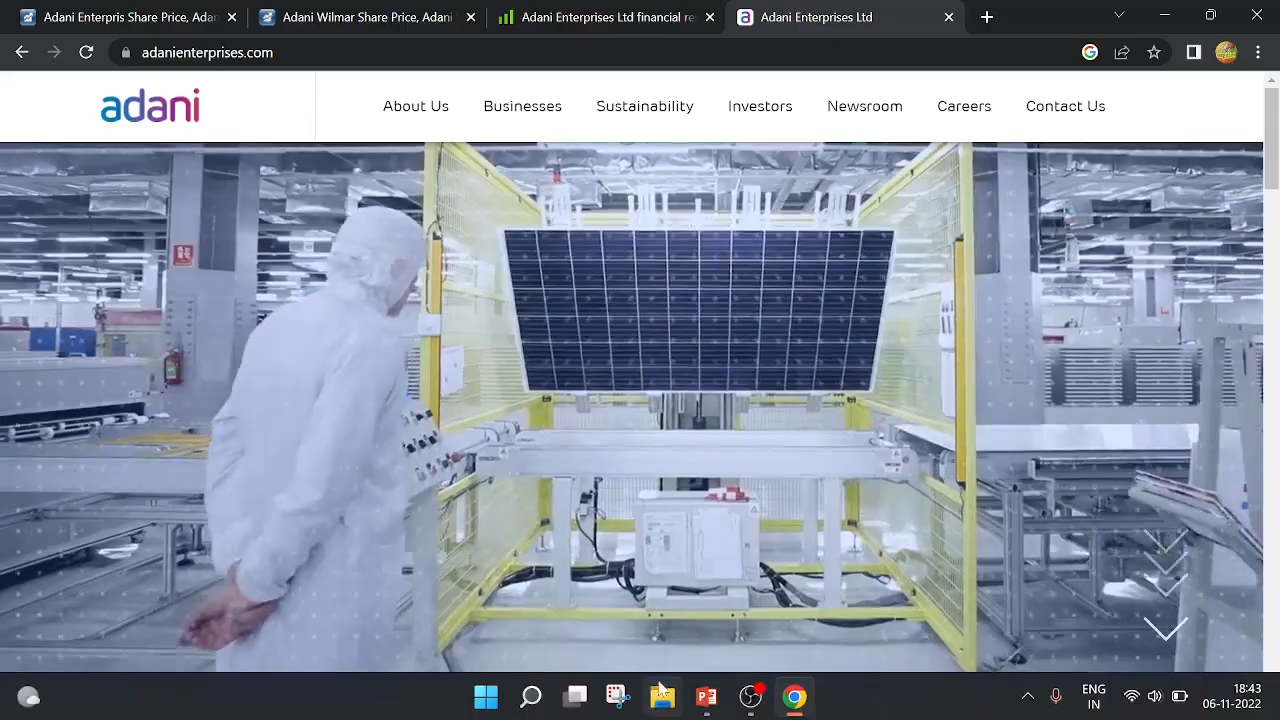 Adani Enterpris Share Price, Adani
Adani Wilmar Share Price, Adani
Adani Enterprises Ltd financial re
Adani Enterprises Ltd
adanienterprises.com
adani
About Us
Businesses
Sustainability
Investors
Newsroom
Careers
Contact Us
ENG
IN
18:43
06-11-2022